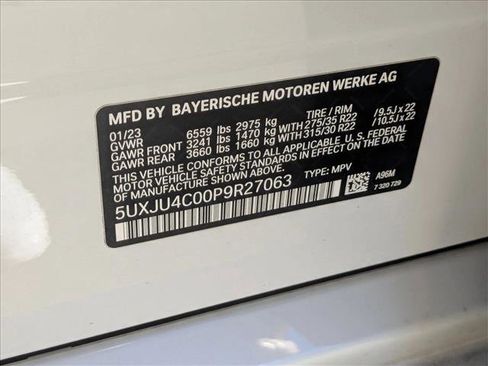 MFD BY BAYERISCHE MOTOREN WERKE AG
01/23 6559 lbs 2975 kg TIRE / RIM
GVWR
GAWR FRONT 3241 lbs 1470 kg WITH 275/35 R22 /9.5J x 22
GAWR REAR 3660 lbs 1660 kg WITH 315/30 R22 /10.5J x 22
THIS VEHICLE CONFORMS TO ALL APPLICABLE U.S. FEDERAL
MOTOR VEHICLE SAFETY STANDARDS IN EFFECT ON THE DATE
OF MANUFACTURE SHOWN ABOVE.
5UXJU4C00P9R27063 TYPE: MPV
A96M
7 320 729